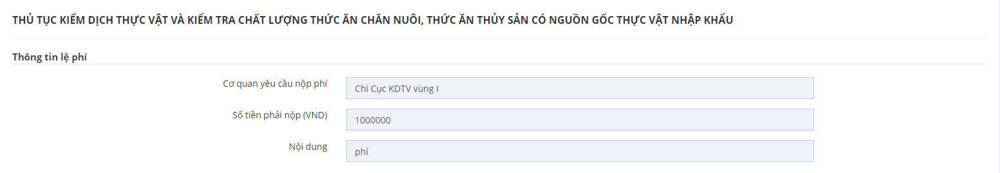 THỦ TỤC KIỂM DỊCH THỰC VẬT VÀ KIỂM TRA CHẤT LƯỢNG THỨC ĂN CHĂN NUÔI, THỨC ĂN THỦY SẢN CÓ NGUỒN GỐC THỰC VẬT NHẬP KHẨU
Thông tin lệ phí
Cơ quan yêu cầu nộp phí Chi Cục KDTV vùng I
Số tiền phải nộp (VND) 1000000
Nội dung phí